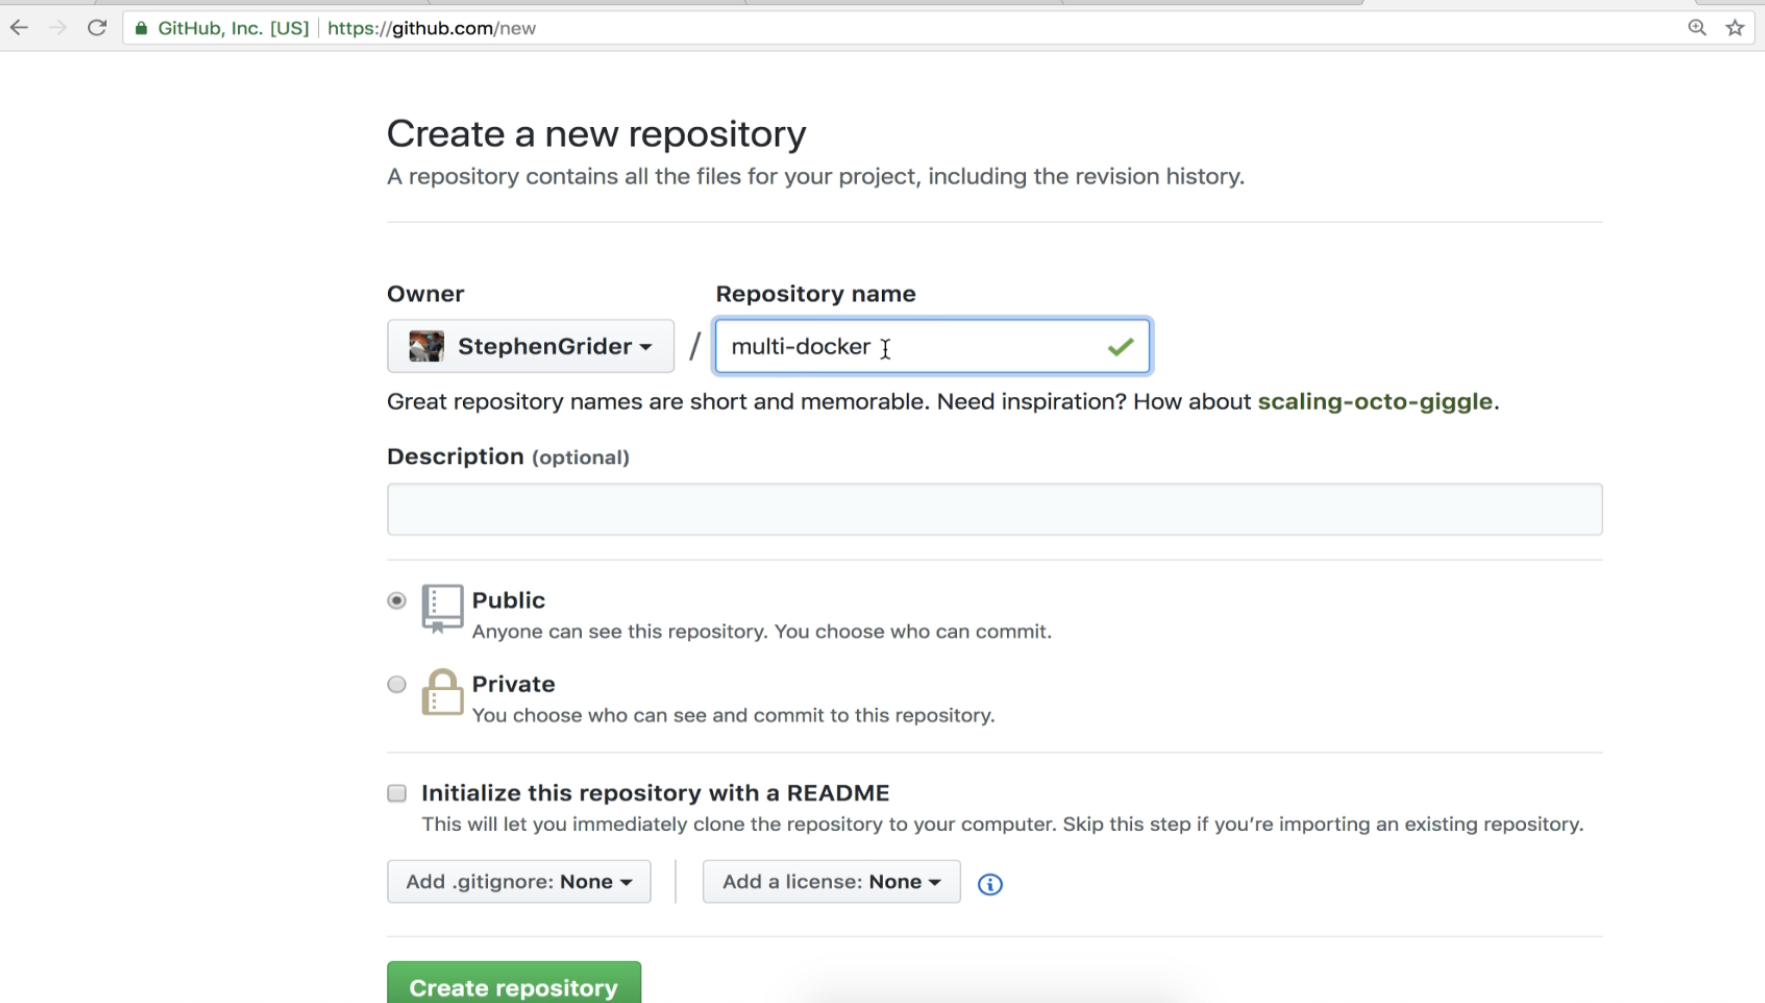 GitHub, Inc. [US] | https://github.com/new
Create a new repository
A repository contains all the files for your project, including the revision history.
Owner Repository name
StephenGrider / multi-docker
Great repository names are short and memorable. Need inspiration? How about scaling-octo-giggle.
Description (optional)
Public
Anyone can see this repository. You choose who can commit.
Private
You choose who can see and commit to this repository.
Initialize this repository with a README
This will let you immediately clone the repository to your computer. Skip this step if you’re importing an existing repository.
Add .gitignore: None Add a license: None
Create repository